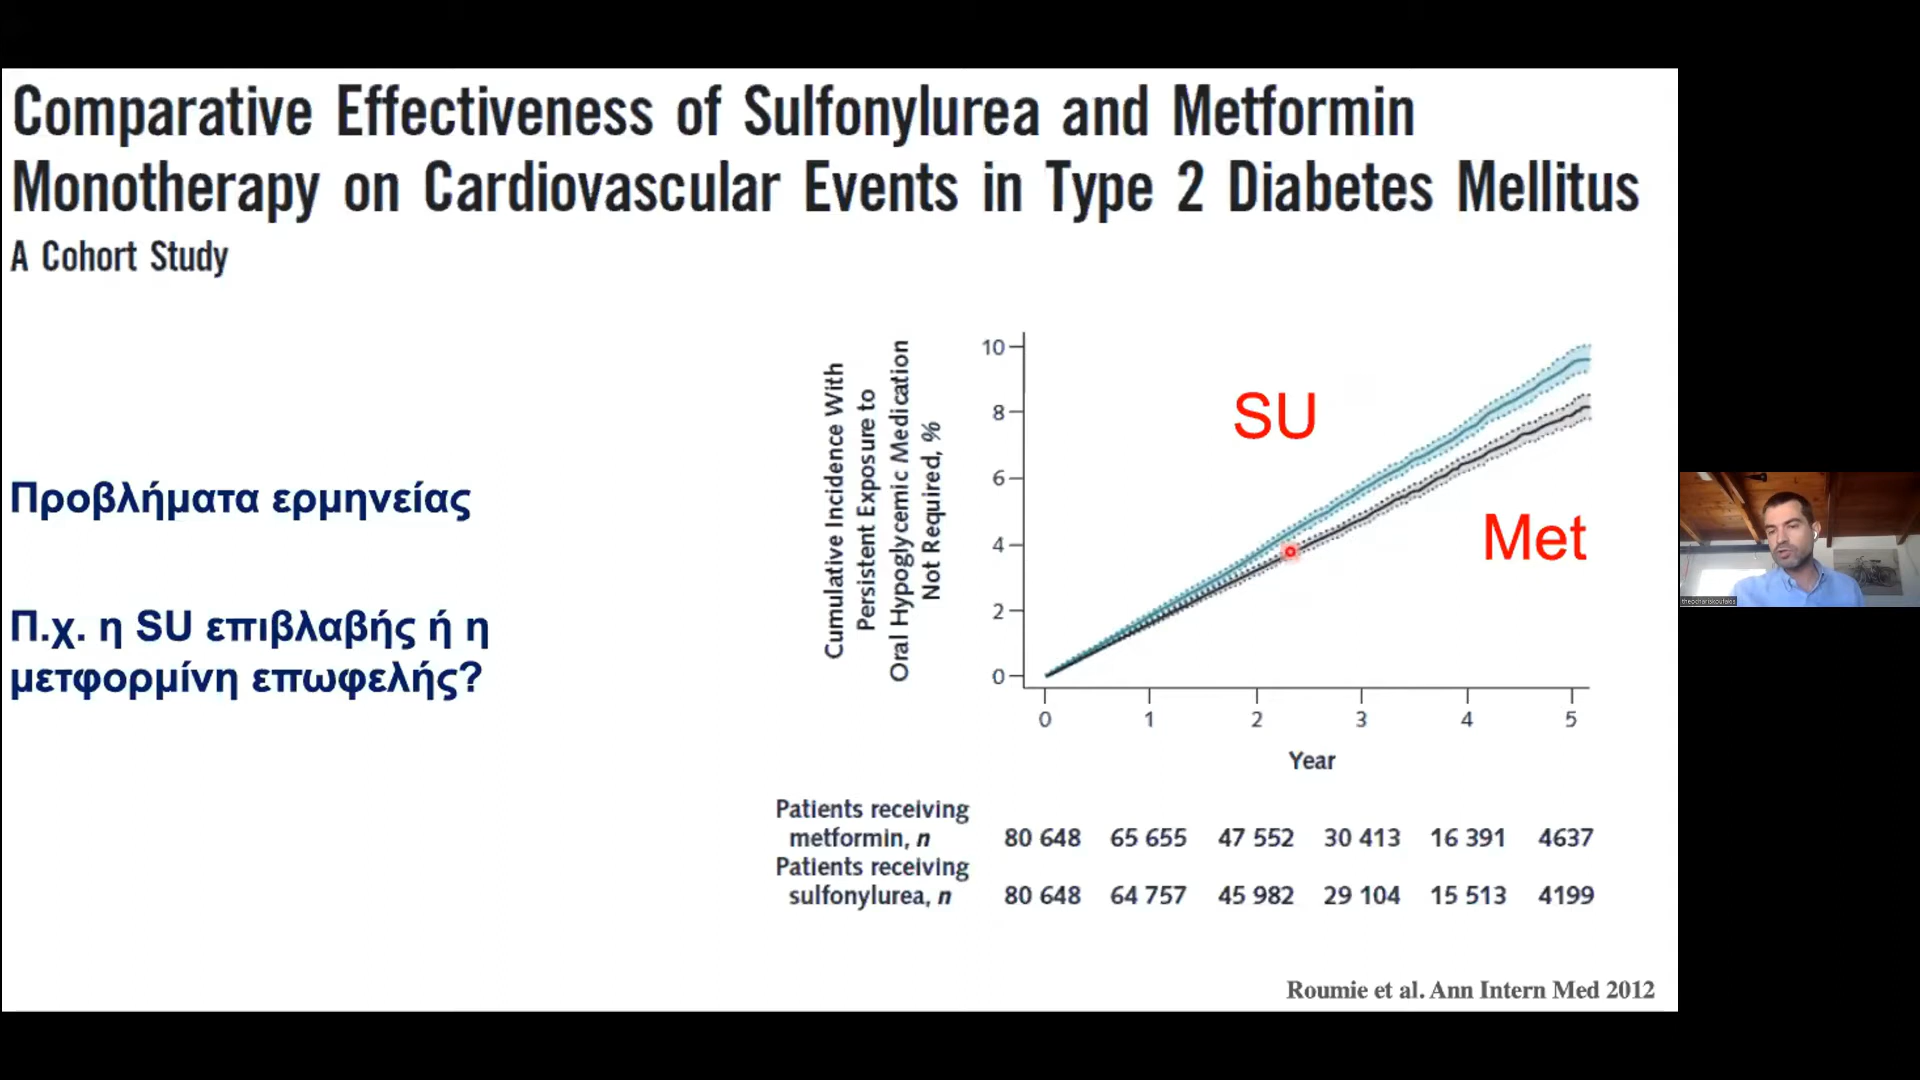 Comparative Effectiveness of Sulfonylurea and Metformin
Monotherapy on Cardiovascular Events in Type 2 Diabetes Mellitus
A Cohort Study
Προβλήματα ερμηνείας
Π.χ. η SU επιβλαβής ή η
μετφορμίνη επωφελής?
Cumulative Incidence With
Persistent Exposure to
Oral Hypoglycemic Medication
Not Required, %
10
8
6
4
2
0
SU
Met
0 1 2 3 4 5
Year
Patients receiving
metformin, n 80 648 65 655 47 552 30 413 16 391 4637
Patients receiving
sulfonylurea, n 80 648 64 757 45 982 29 104 15 513 4199
Roumie et al. Ann Intern Med 2012